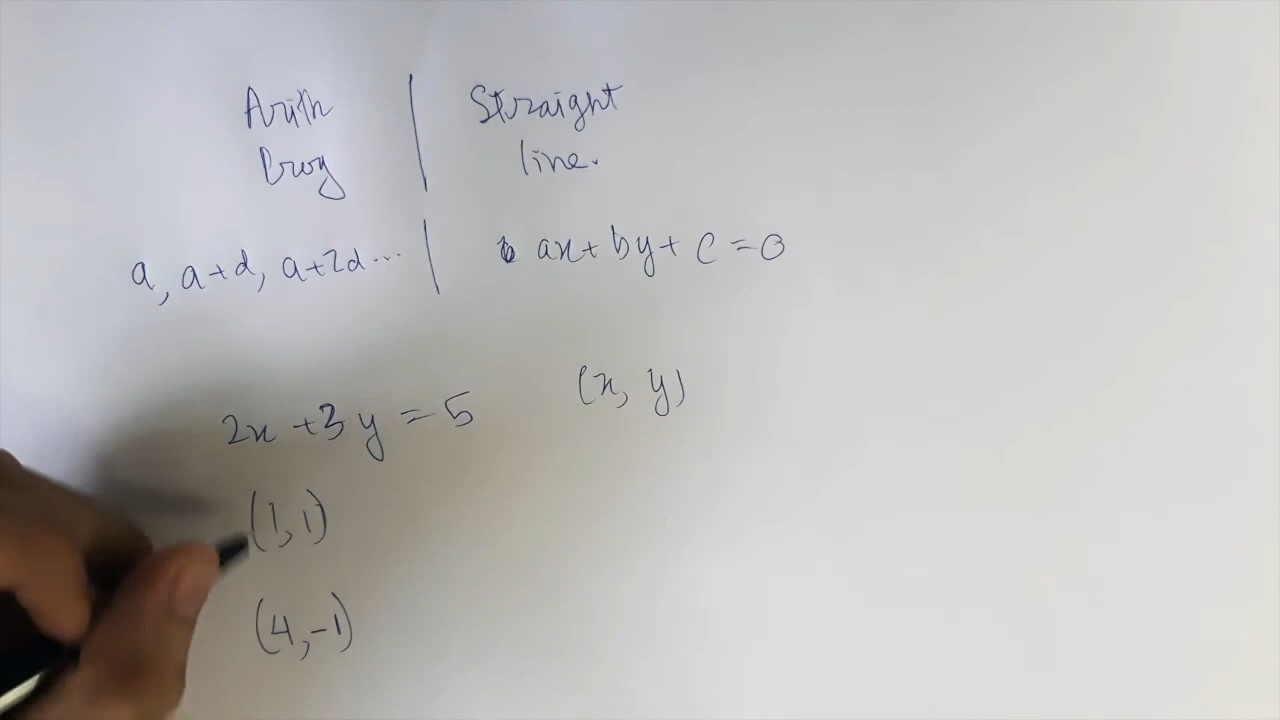 Arith | Straight
Prog line.
a, a+d, a+2d... | ax + by + c = 0
2x + 3y = 5 (x, y)
(1, 1)
(4, -1)